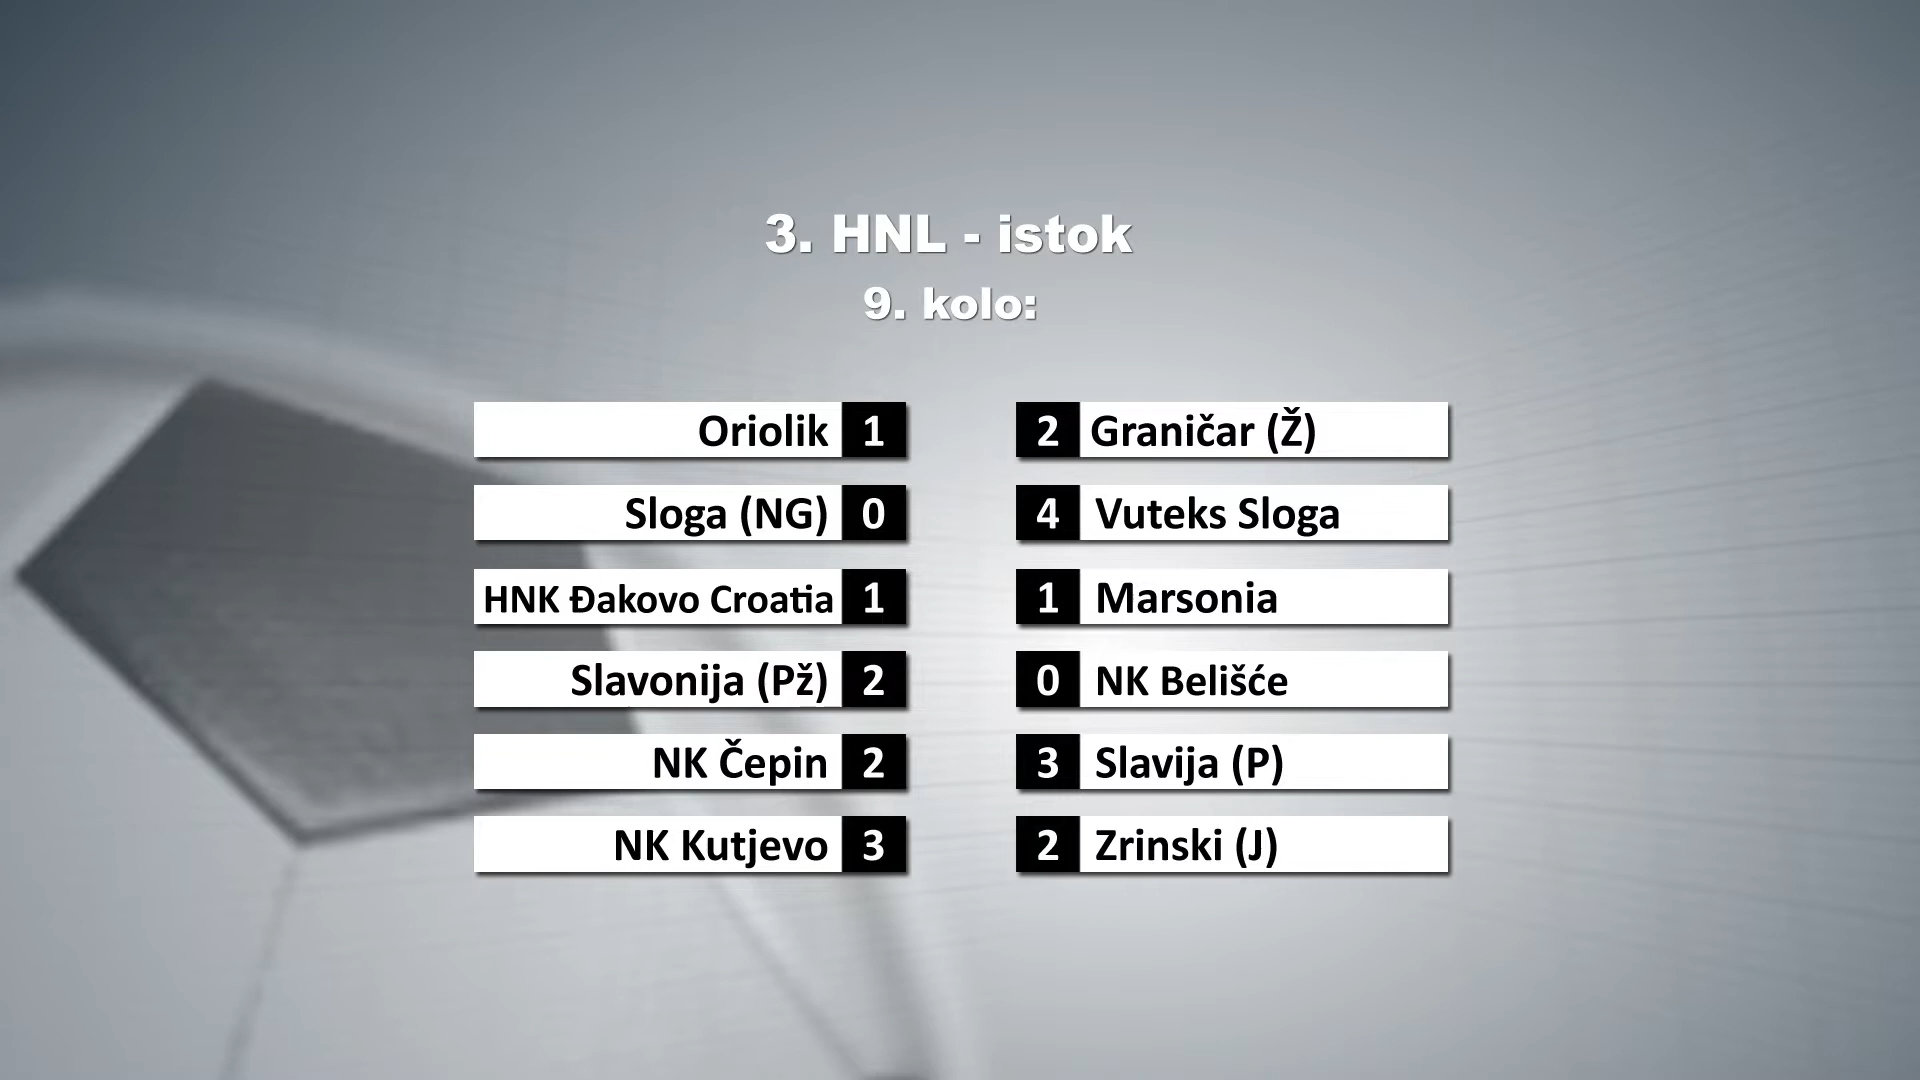 3. HNL - istok
9. kolo:
Oriolik 1 2 Graničar (Ž)
Sloga (NG) 0 4 Vuteks Sloga
HNK Đakovo Croatia 1 1 Marsonia
Slavonija (Pž) 2 0 NK Belišće
NK Čepin 2 3 Slavija (P)
NK Kutjevo 3 2 Zrinski (J)